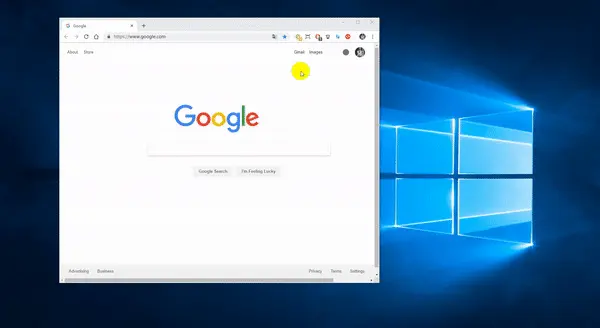 Google
https://www.google.com
About Store Gmail Images
Google
Google Search I'm Feeling Lucky
Advertising Business Privacy Terms Settings